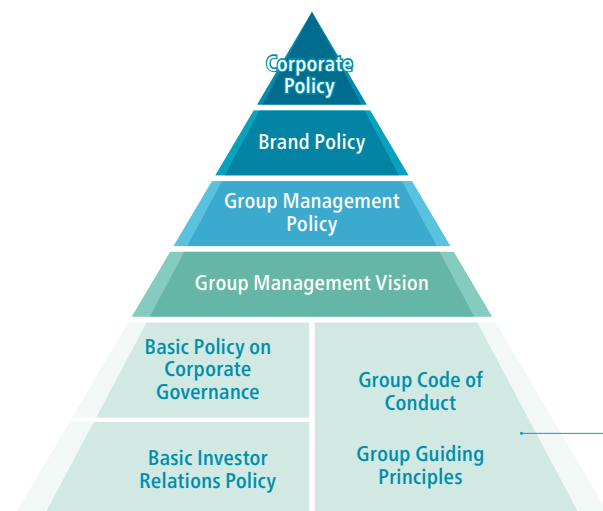 Corporate
Policy
Brand Policy
Group Management
Policy
Group Management Vision
Basic Policy on
Corporate
Governance
Basic Investor
Relations Policy
Group Code of
Conduct
Group Guiding
Principles